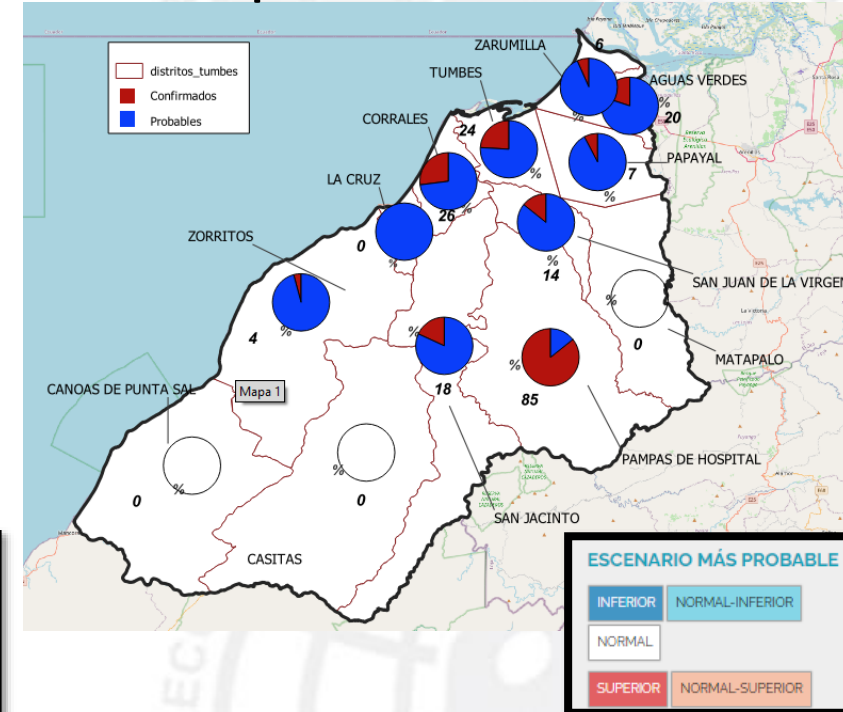 distritos_tumbes
Confirmados
Probables
ZARUMILLA
6
%
TUMBES
24
%
AGUAS VERDES
%
20
CORRALES
26
%
PAPAYAL
7
%
LA CRUZ
0
%
ZORRITOS
4
%
%
14
SAN JUAN DE LA VIRGEN
%
0
MATAPALO
%
18
%
85
CANOAS DE PUNTA SAL
Mapa 1
PAMPAS DE HOSPITAL
%
0
%
0
SAN JACINTO
CASITAS
ESCENARIO MÁS PROBABLE
INFERIOR NORMAL-INFERIOR
NORMAL
SUPERIOR NORMAL-SUPERIOR